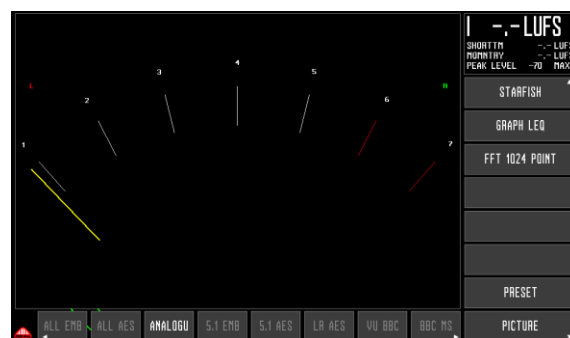 I -.- LUFS
SHORTTM -.- LUFS
MOMNTRY -.- LUFS
PEAK LEVEL -70 MAX
L
1
2
3
4
5
6
7
R
STARFISH
GRAPH LEQ
FFT 1024 POINT
PRESET
PICTURE
ALL EMB
ALL AES
ANALOGU
5.1 EMB
5.1 AES
LR AES
VU BBC
BBC MS